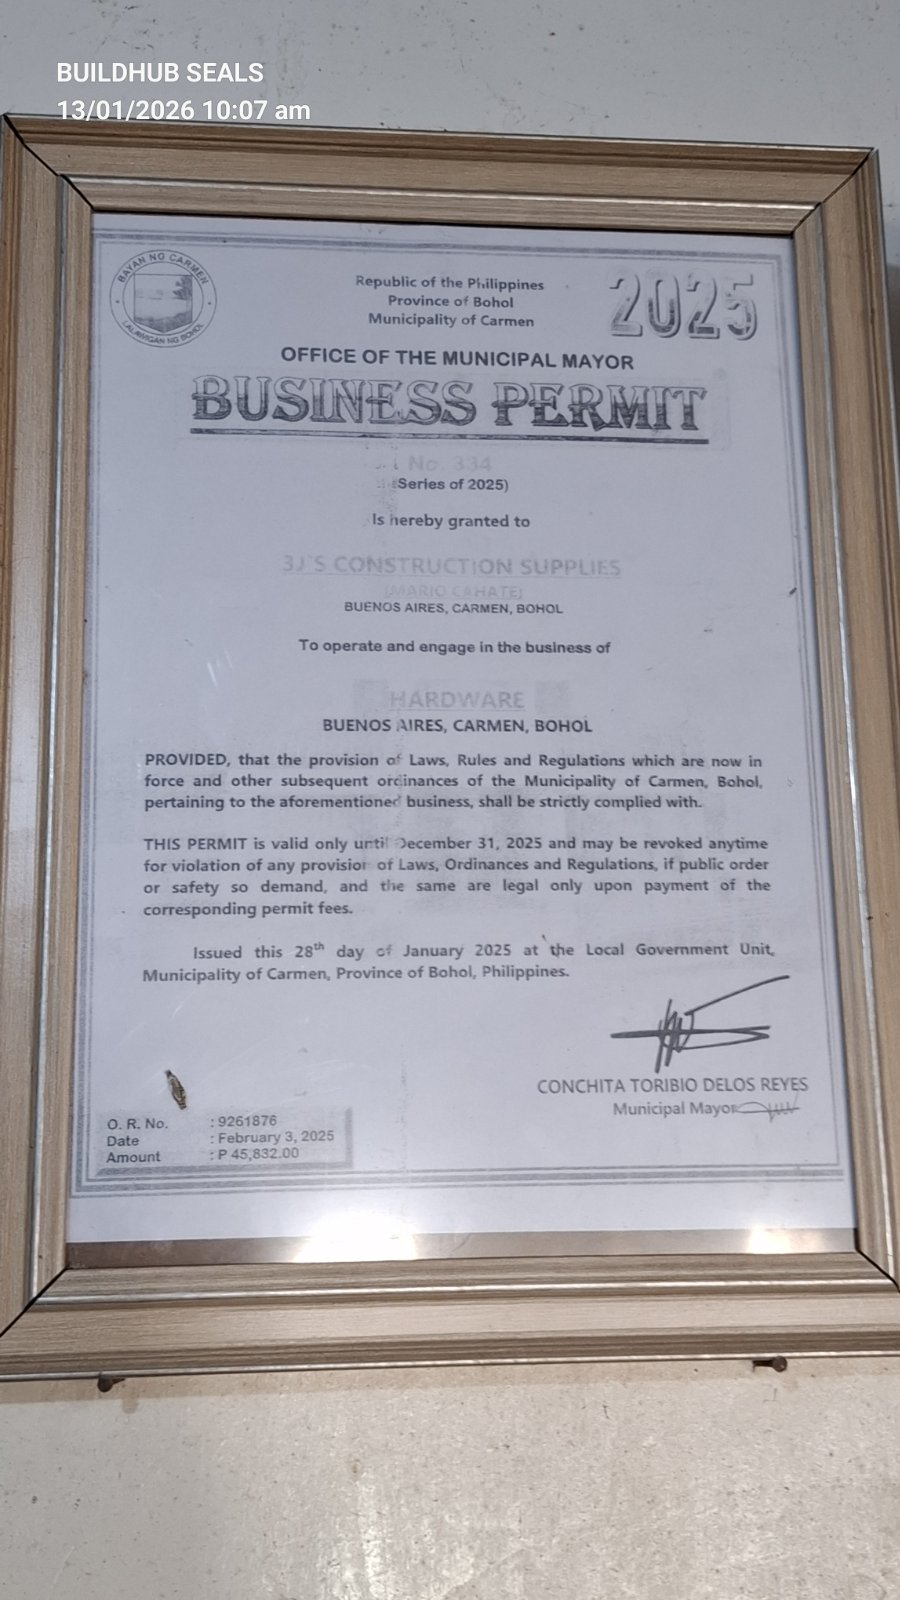 BUILDHUB SEALS
13/01/2026 10:07 am
BAYAN NG CARMEN
LALAWIGAN NG BOHOL
Republic of the Philippines
Province of Bohol
Municipality of Carmen
2025
OFFICE OF THE MUNICIPAL MAYOR
BUSINESS PERMIT
No. 334
(Series of 2025)
Is hereby granted to
3J'S CONSTRUCTION SUPPLIES
(MARIO CAHATE)
BUENOS AIRES, CARMEN, BOHOL
To operate and engage in the business of
HARDWARE
BUENOS AIRES, CARMEN, BOHOL
PROVIDED, that the provision of Laws, Rules and Regulations which are now in
force and other subsequent ordinances of the Municipality of Carmen, Bohol,
pertaining to the aforementioned business, shall be strictly complied with.
THIS PERMIT is valid only until December 31, 2025 and may be revoked anytime
for violation of any provision of Laws, Ordinances and Regulations, if public order
or safety so demand, and the same are legal only upon payment of the
corresponding permit fees.
Issued this 28th day of January 2025 at the Local Government Unit,
Municipality of Carmen, Province of Bohol, Philippines.
CONCHITA TORIBIO DELOS REYES
Municipal Mayor
O. R. No. : 9261876
Date : February 3, 2025
Amount : P 45,832.00